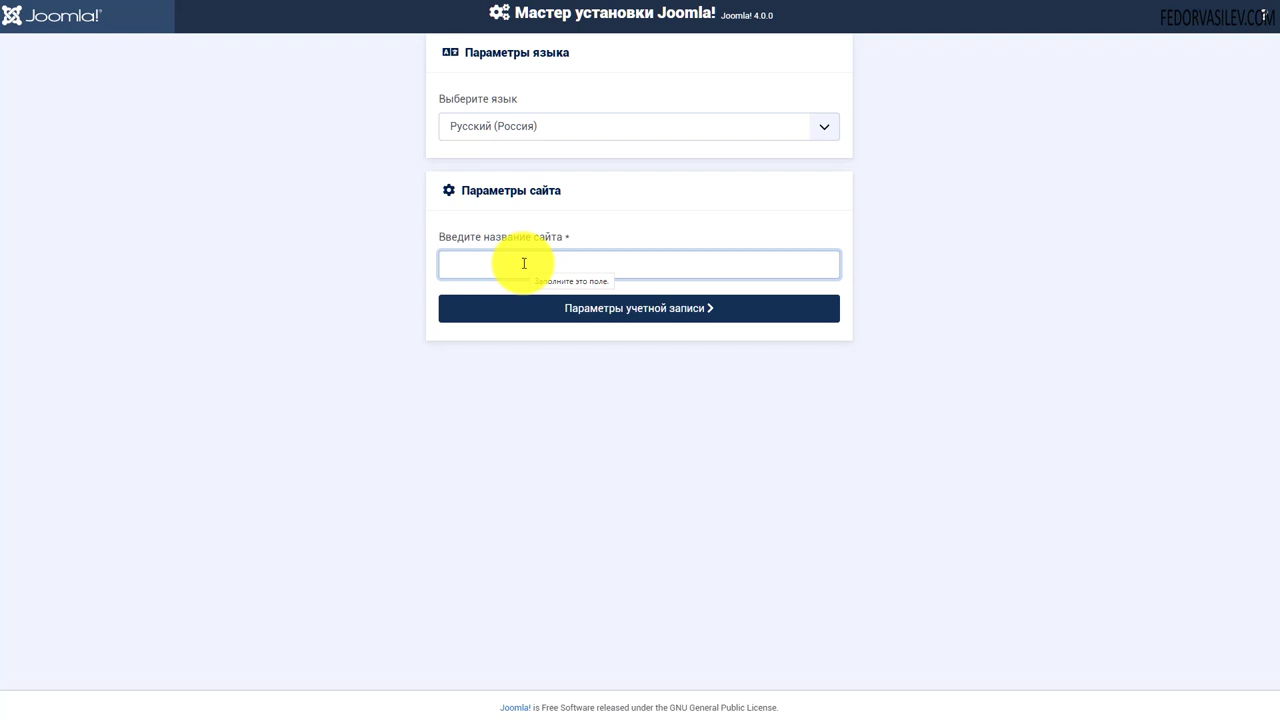 Joomla!
Мастер установки Joomla! Joomla! 4.0.0
FEDORVASILEV.COM
Параметры языка
Выберите язык
Русский (Россия)
Параметры сайта
Введите название сайта *
Заполните это поле.
Параметры учетной записи
Joomla! is Free Software released under the GNU General Public License.